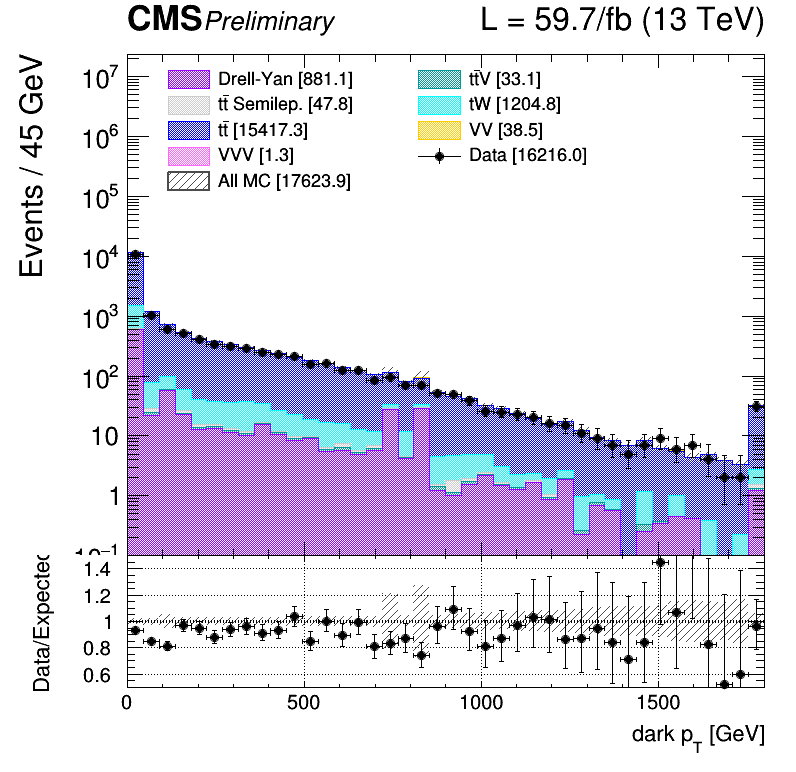 CMS Preliminary L = 59.7/fb (13 TeV)
Events / 45 GeV
10⁷
10⁶
10⁵
10⁴
10³
10²
10
1
10⁻¹
Drell-Yan [881.1]
tt̄ Semilep. [47.8]
tt̄ [15417.3]
VVV [1.3]
All MC [17623.9]
tt̄V [33.1]
tW [1204.8]
VV [38.5]
Data [16216.0]
Data/Expected
1.4
1.2
1
0.8
0.6
0 500 1000 1500
dark p_T [GeV]